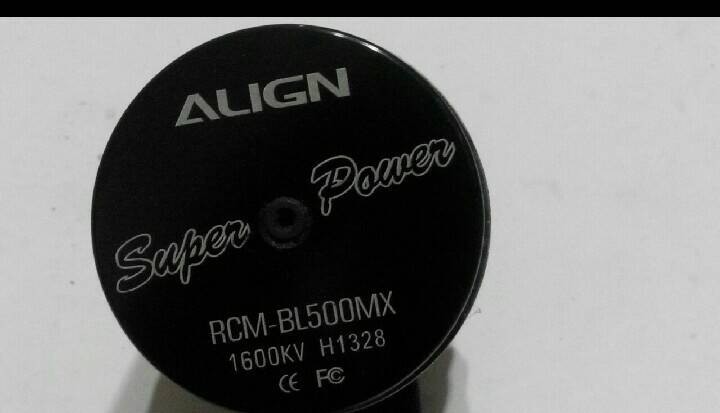 ALIGN
Super Power
RCM-BL500MX
1600KV H1328
CE FC